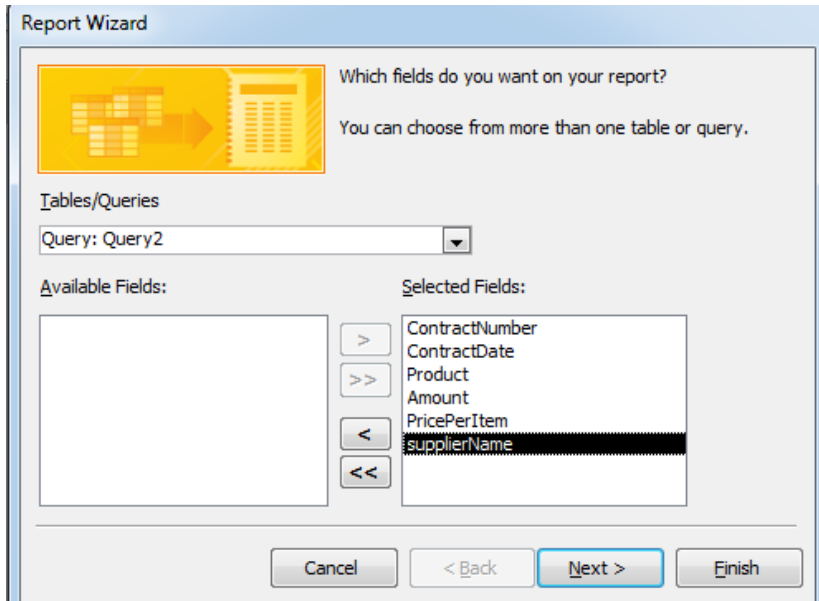 Report Wizard
Which fields do you want on your report?
You can choose from more than one table or query.
Tables/Queries
Query: Query2
Available Fields:
Selected Fields:
>
>>
<
<<
ContractNumber
ContractDate
Product
Amount
PricePerItem
supplierName
Cancel
< Back
Next >
Finish